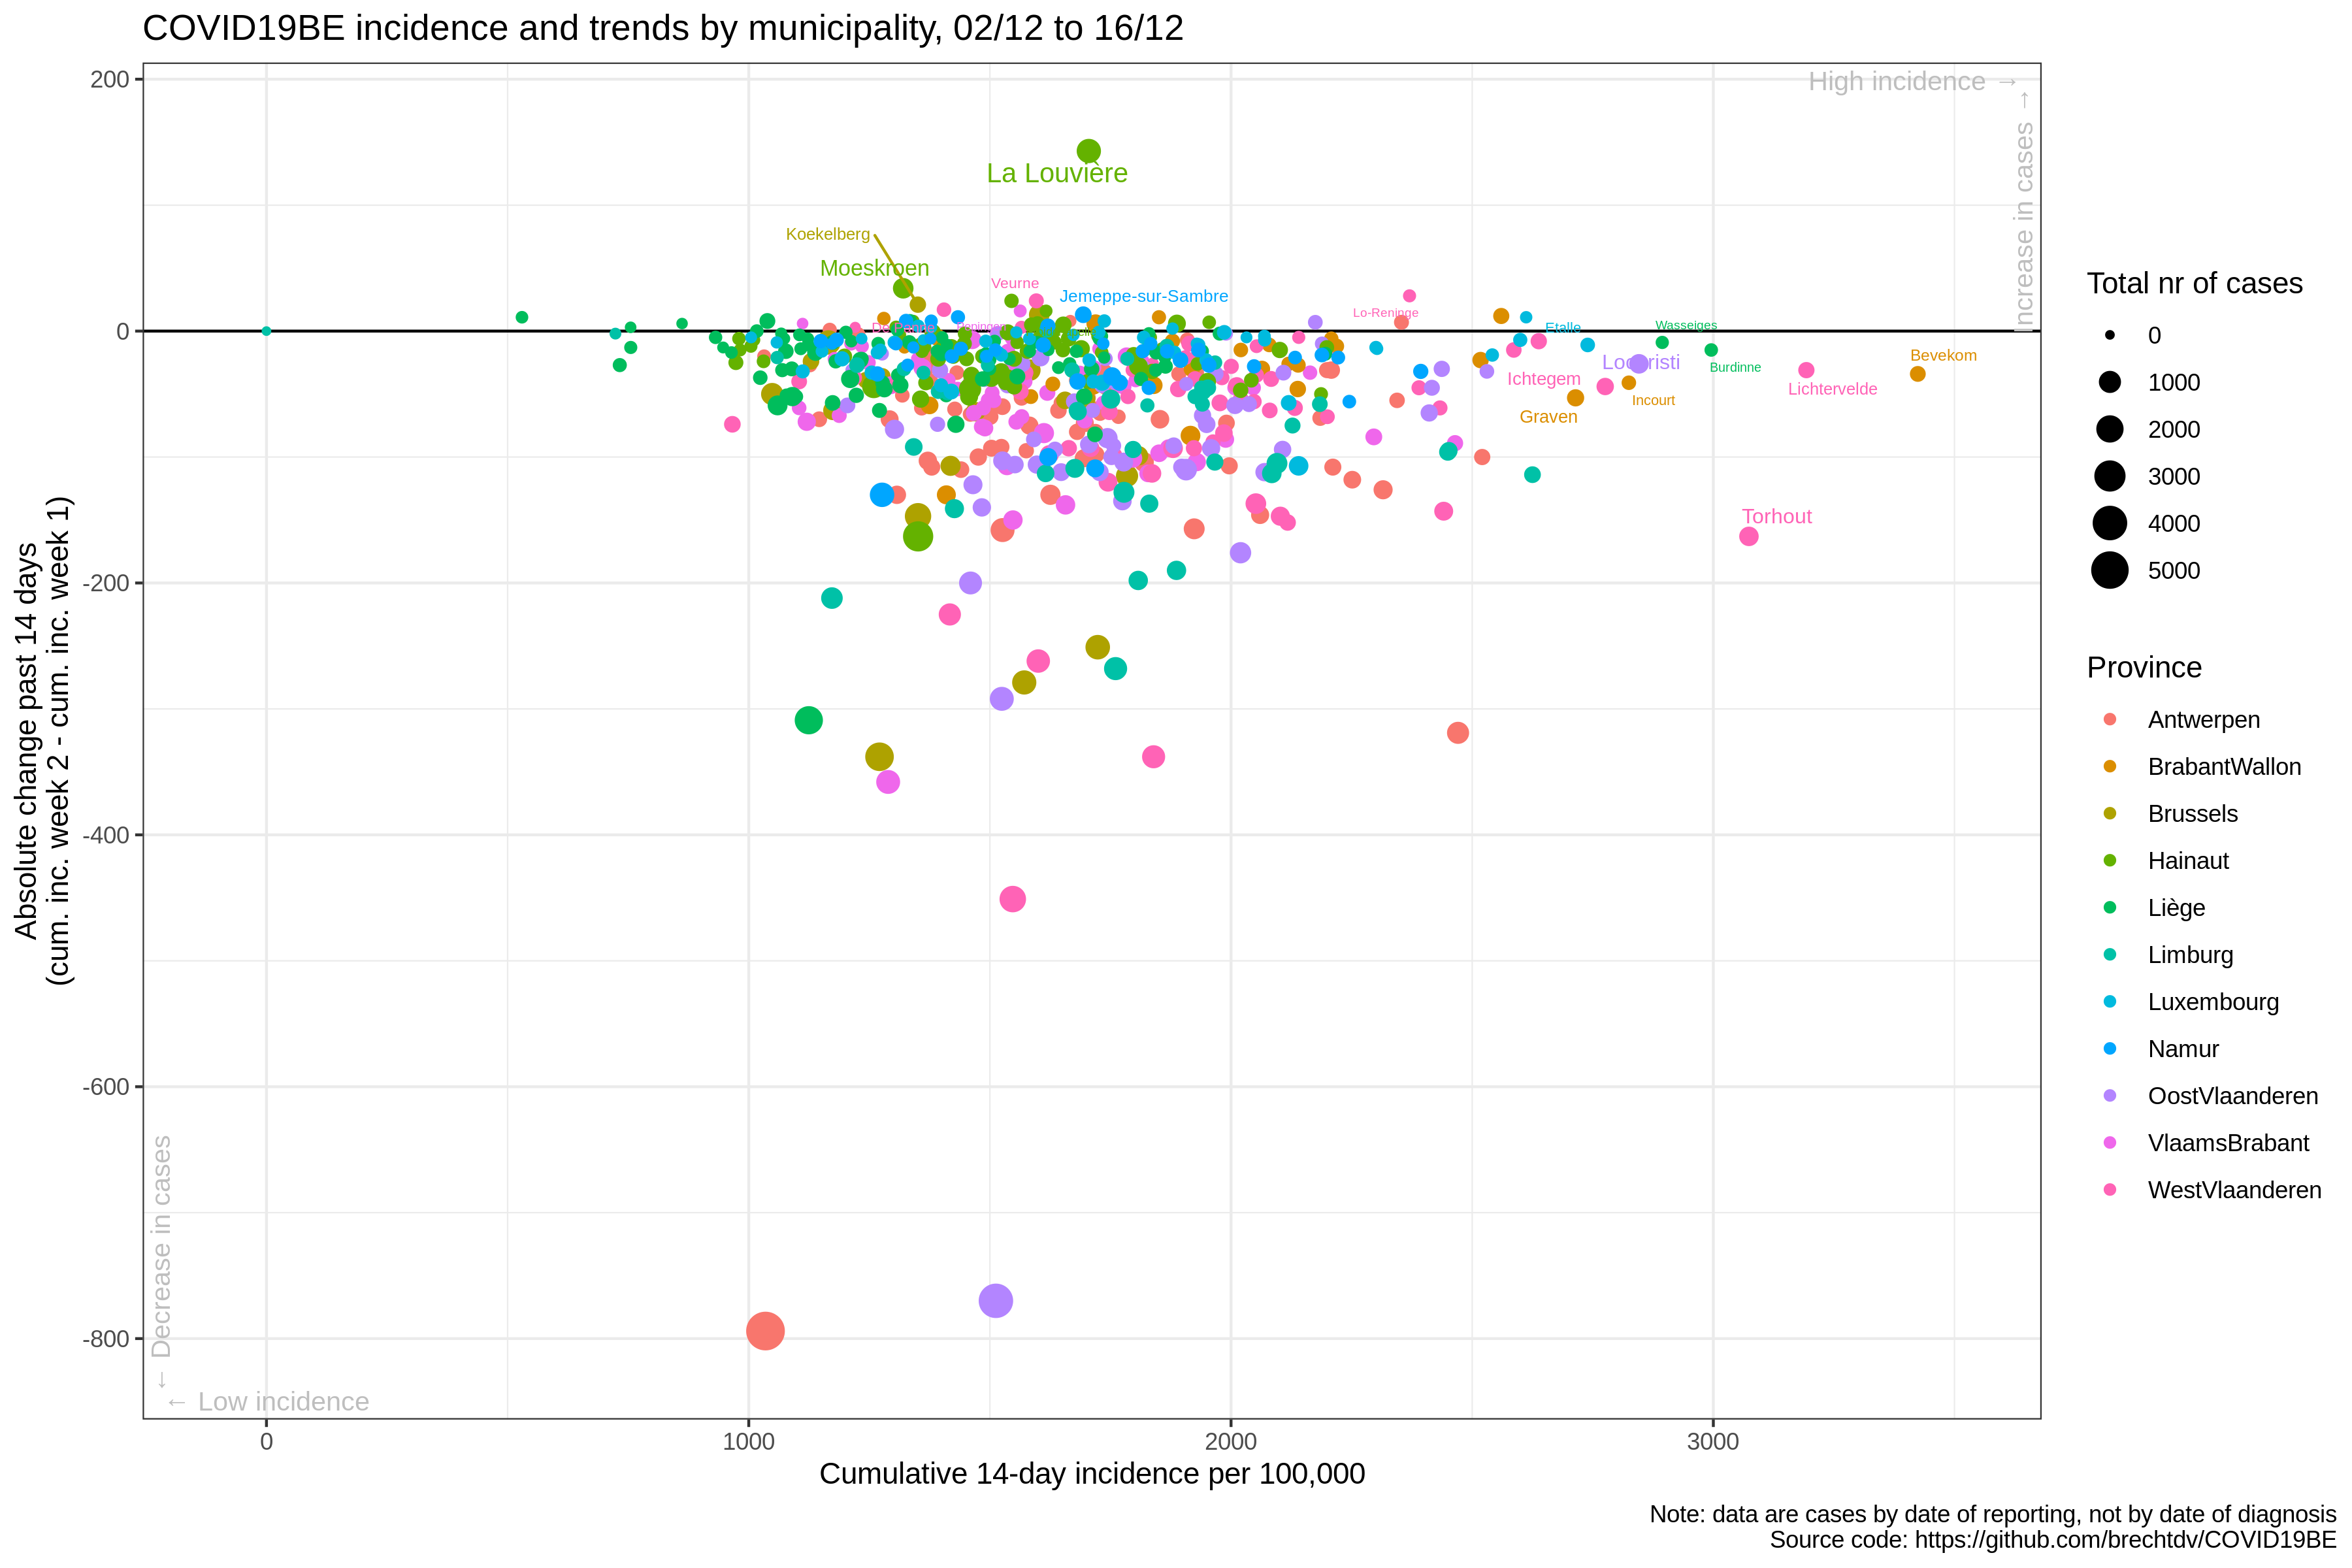 COVID19BE incidence and trends by municipality, 02/12 to 16/12
200
0
-200
-400
-600
-800
Absolute change past 14 days
(cum. inc. week 2 - cum. inc. week 1)
High incidence →
Increase in cases →
← Decrease in cases
← Low incidence
La Louvière
Koekelberg
Moeskroen
Veurne
Jemeppe-sur-Sambre
Lo-Reninge
De Panne
Etalle
Wasseiges
Burdinne
Lochristi
Ichtegem
Graven
Incourt
Lichtervelde
Bevekom
Torhout
0
1000
2000
3000
Cumulative 14-day incidence per 100,000
Total nr of cases
0
1000
2000
3000
4000
5000
Province
Antwerpen
BrabantWallon
Brussels
Hainaut
Liège
Limburg
Luxembourg
Namur
OostVlaanderen
VlaamsBrabant
WestVlaanderen
Note: data are cases by date of reporting, not by date of diagnosis
Source code: https://github.com/brechtdv/COVID19BE